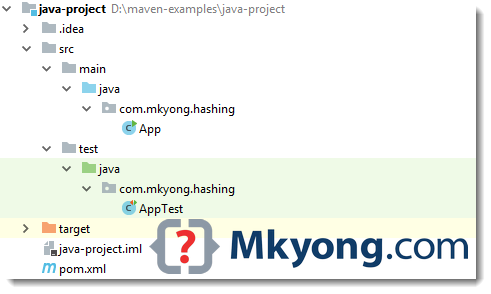 java-project D:\maven-examples\java-project
.idea
src
main
java
com.mkyong.hashing
App
test
java
com.mkyong.hashing
AppTest
target
java-project.iml
pom.xml
Mkyong.com